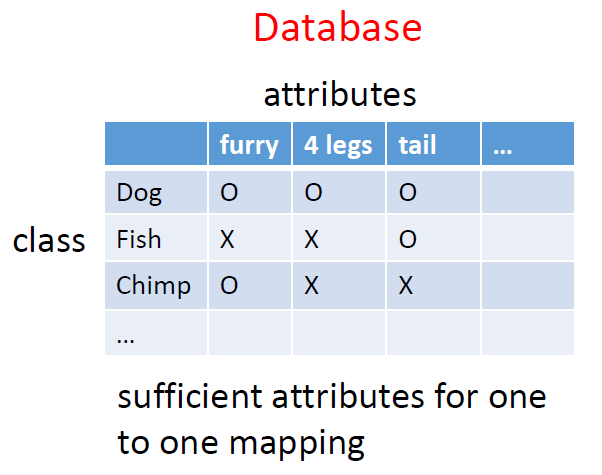 Database
attributes
furry 4 legs tail ...
Dog O O O
Fish X X O
class
Chimp O X X
...
sufficient attributes for one
to one mapping